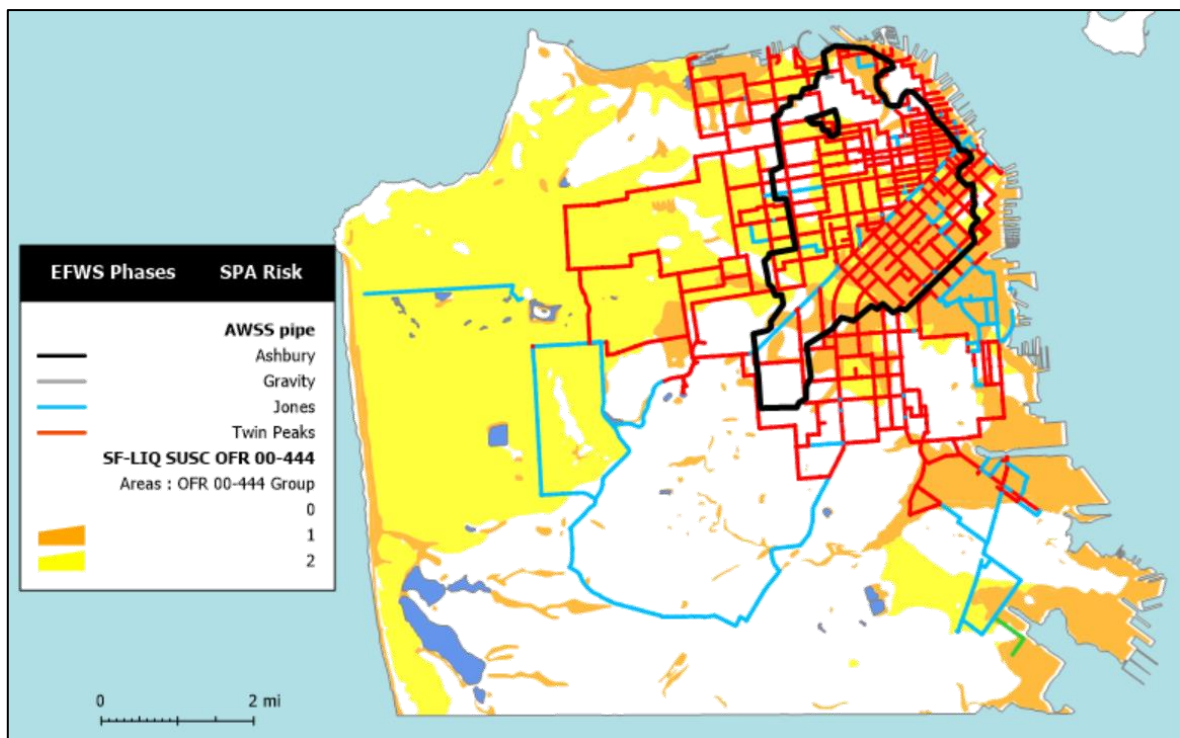 EFWS Phases SPA Risk
AWSS pipe
Ashbury
Gravity
Jones
Twin Peaks
SF-LIQ SUSC OFR 00-444
Areas : OFR 00-444 Group
0
1
2
0 2 mi